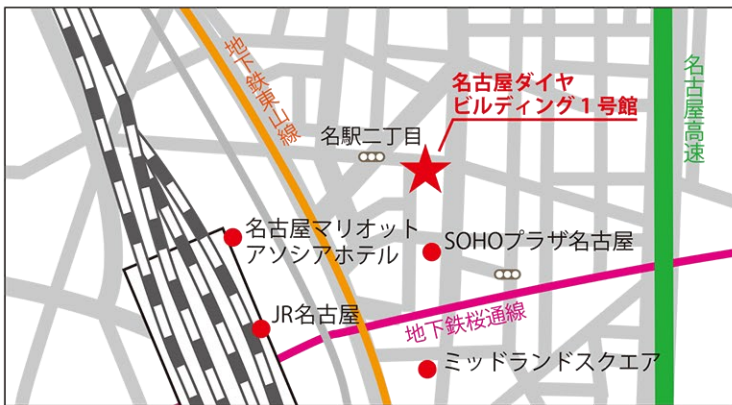 地下鉄東山線
名古屋ダイヤ
ビルディング1号館
名古屋高速
名駅二丁目
名古屋マリオット
アソシアホテル
SOHOプラザ名古屋
JR名古屋
地下鉄桜通線
ミッドランドスクエア